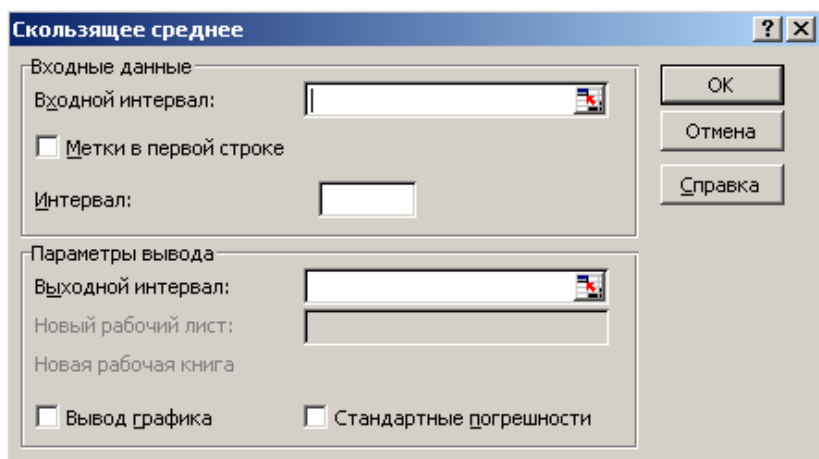 Скользящее среднее
Входные данные
Входной интервал:
Метки в первой строке
Интервал:
Параметры вывода
Выходной интервал:
Новый рабочий лист:
Новая рабочая книга
Вывод графика
Стандартные погрешности
OK
Отмена
Справка